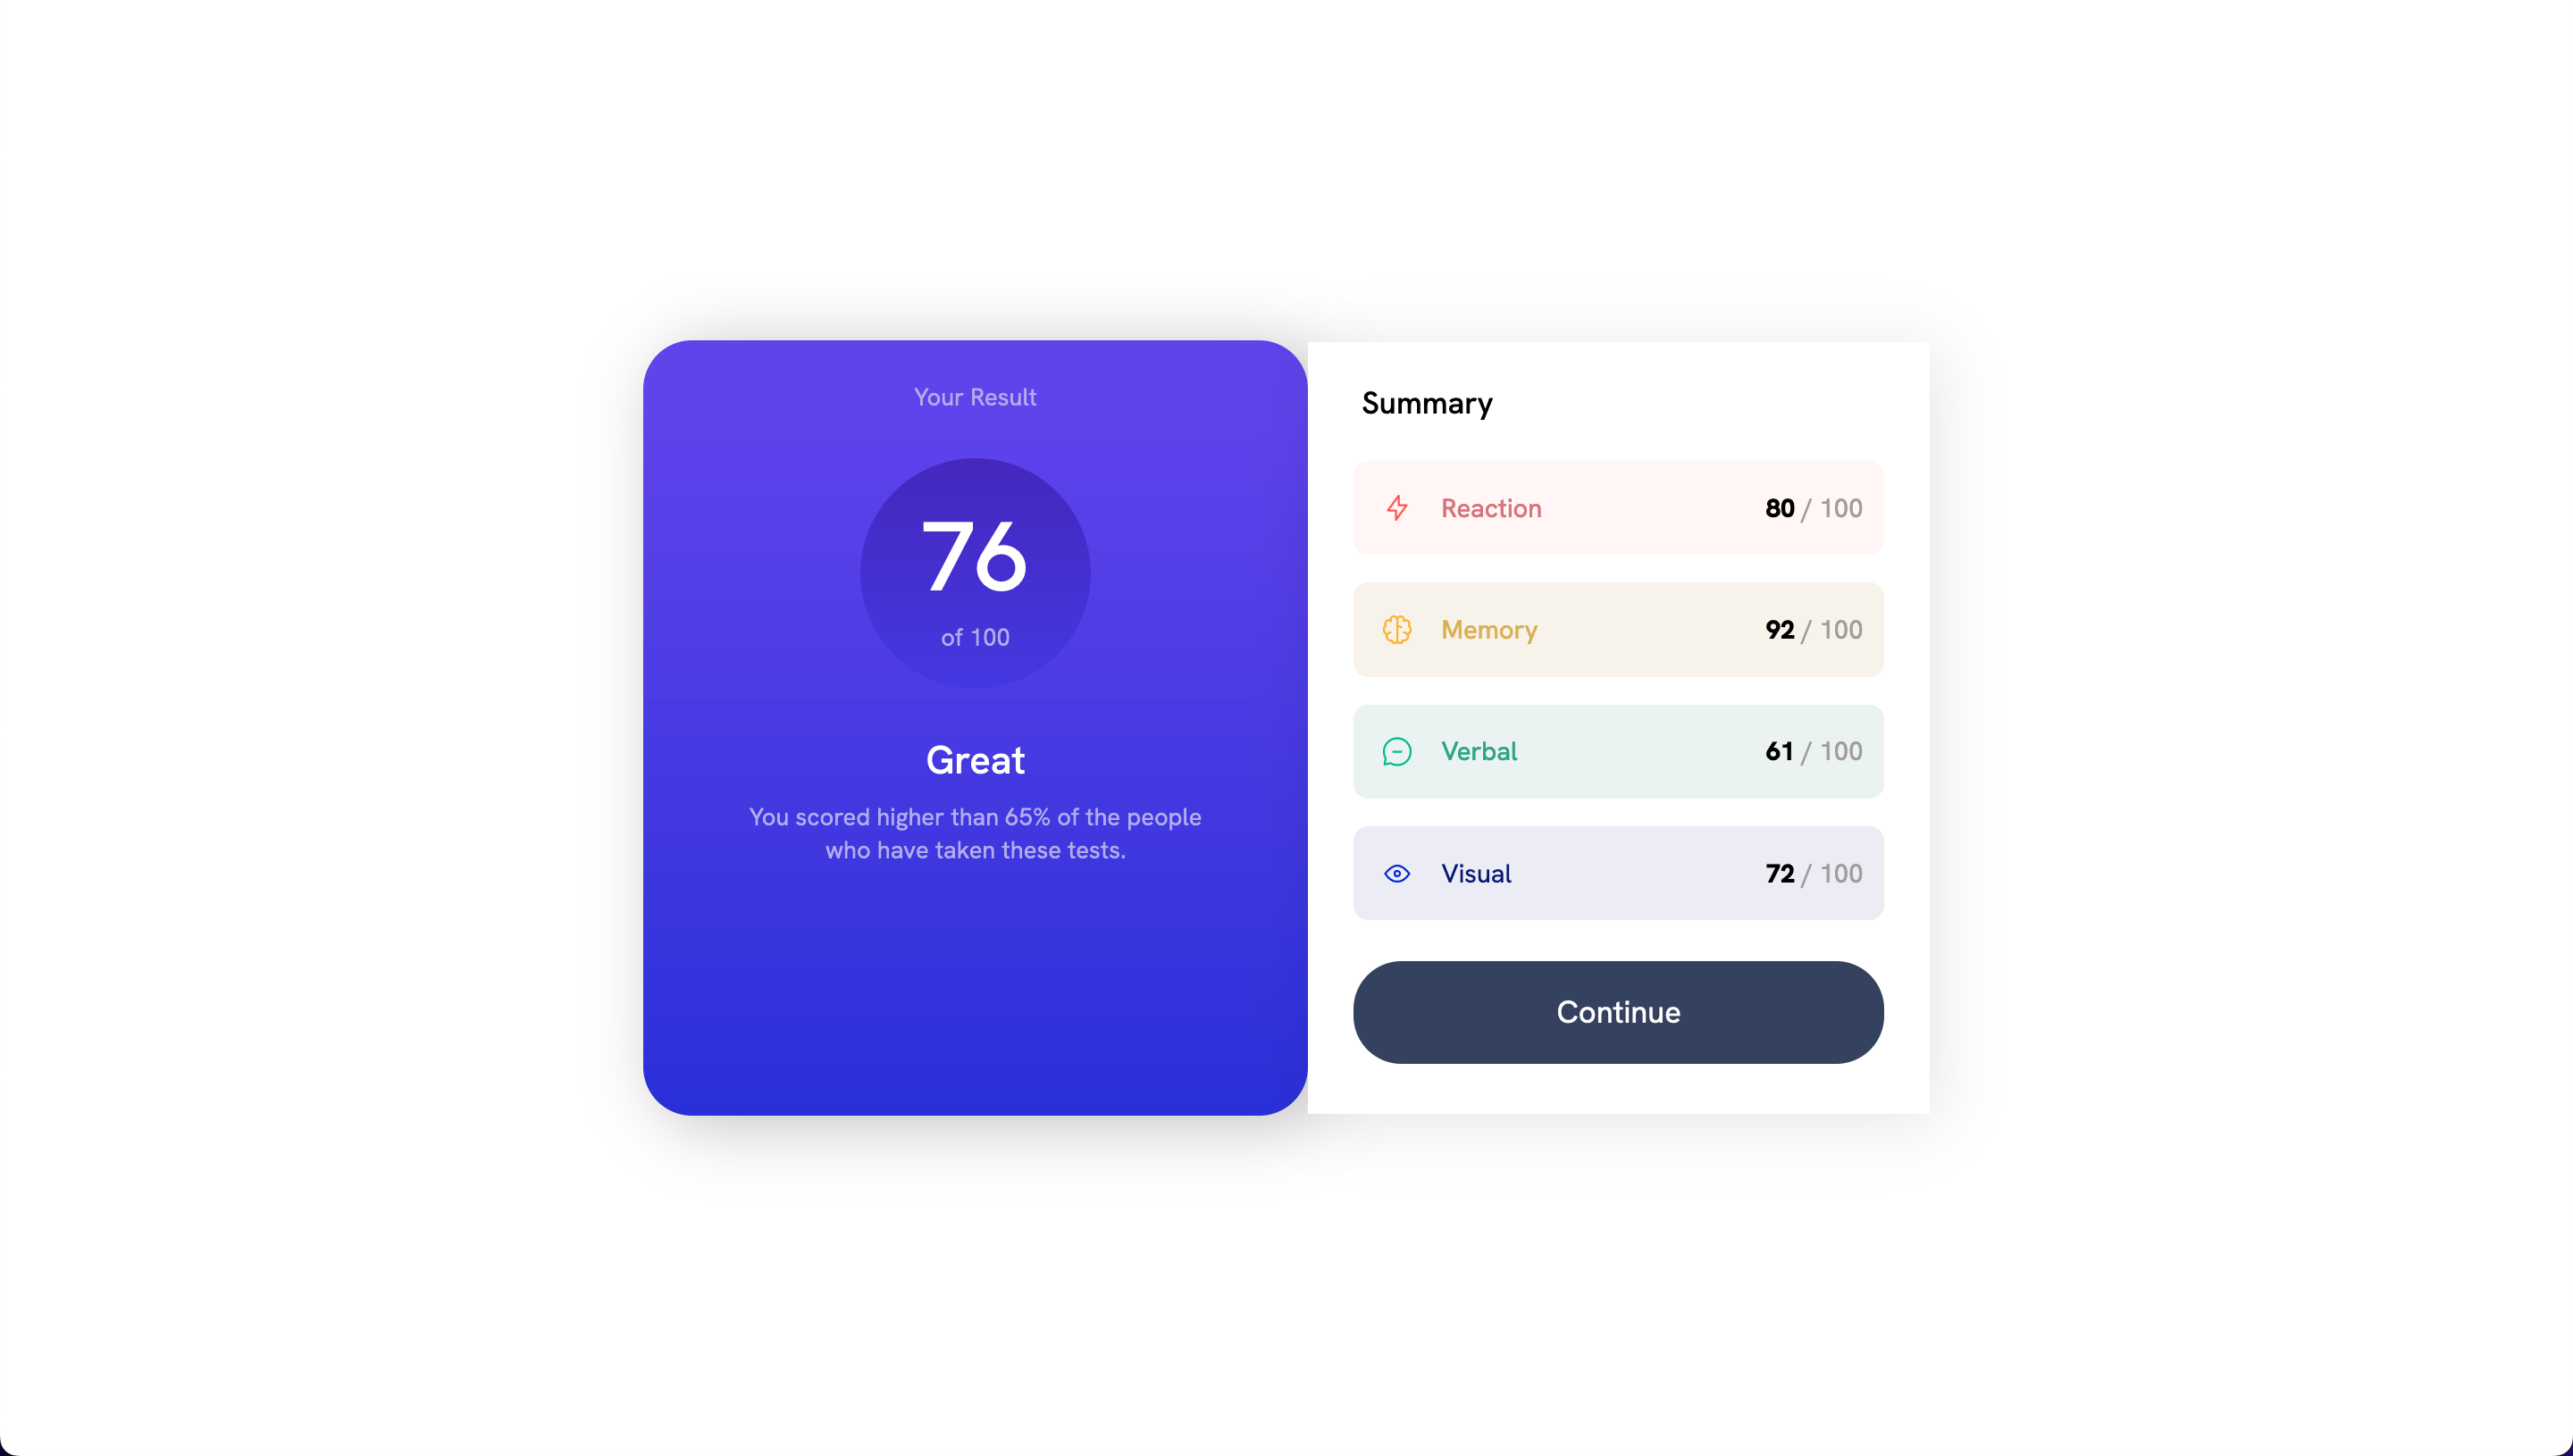 Your Result
76
of 100
Great
You scored higher than 65% of the people
who have taken these tests.
Summary
Reaction 80 / 100
Memory 92 / 100
Verbal 61 / 100
Visual 72 / 100
Continue